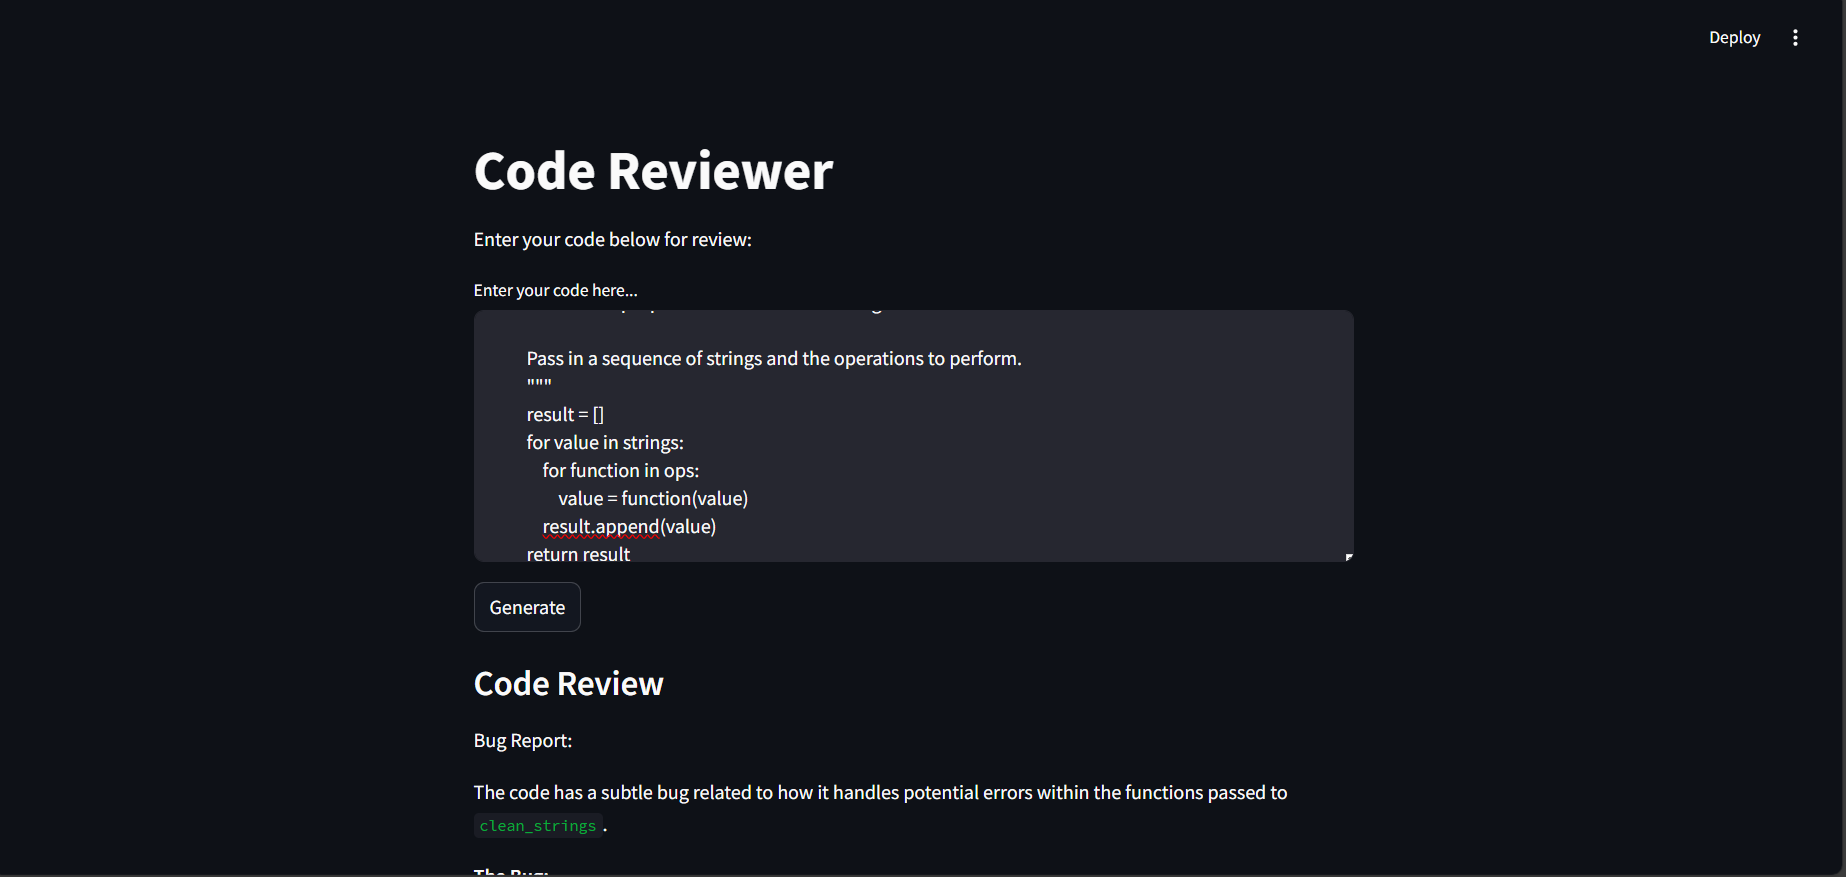 Deploy
Code Reviewer
Enter your code below for review:
Enter your code here...
Pass in a sequence of strings and the operations to perform.
"""
result = []
for value in strings:
for function in ops:
value = function(value)
result.append(value)
return result
Generate
Code Review
Bug Report:
The code has a subtle bug related to how it handles potential errors within the functions passed to
clean_strings.
The Bug: